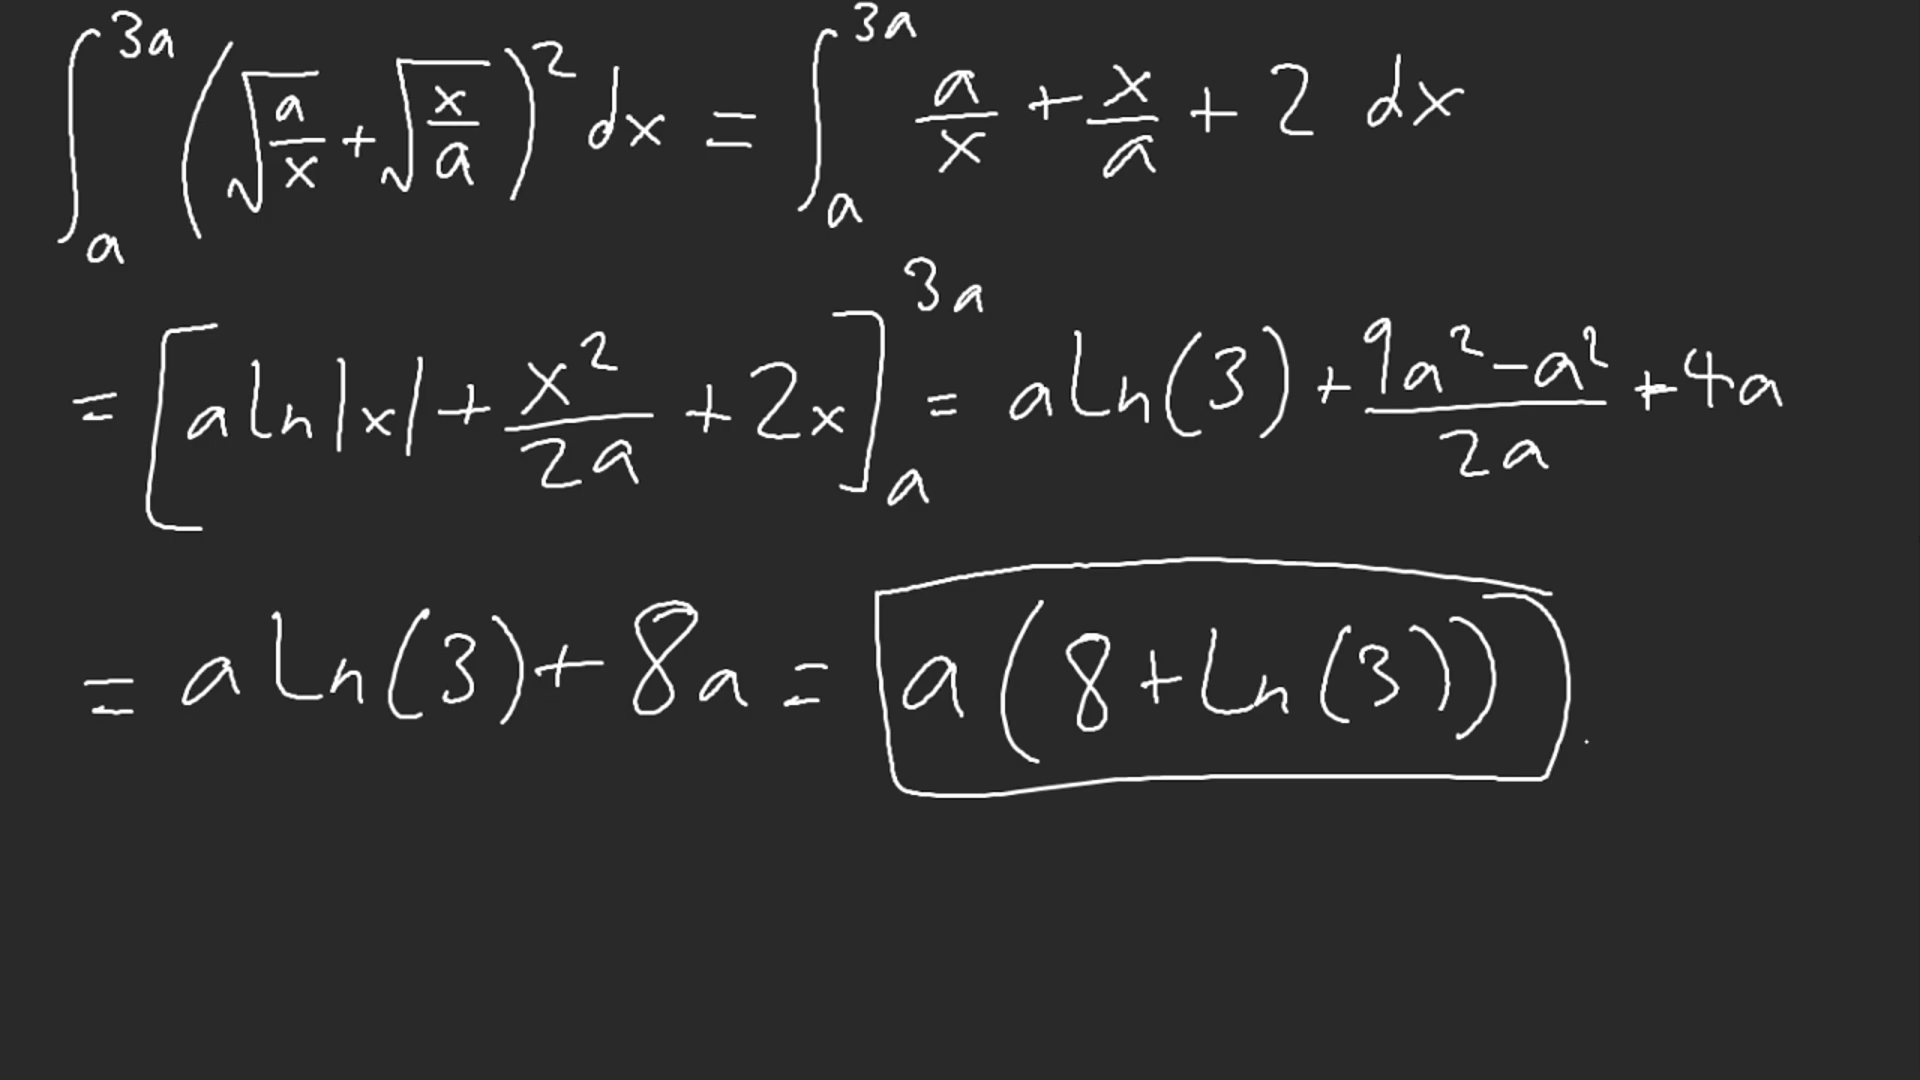 ∫_a^{3a} (√(a/x) + √(x/a))² dx = ∫_a^{3a} a/x + x/a + 2 dx
= [a ln|x| + x²/2a + 2x]_a^{3a} = a ln(3) + (9a² - a²)/2a + 4a
= a ln(3) + 8a = a(8 + ln(3))